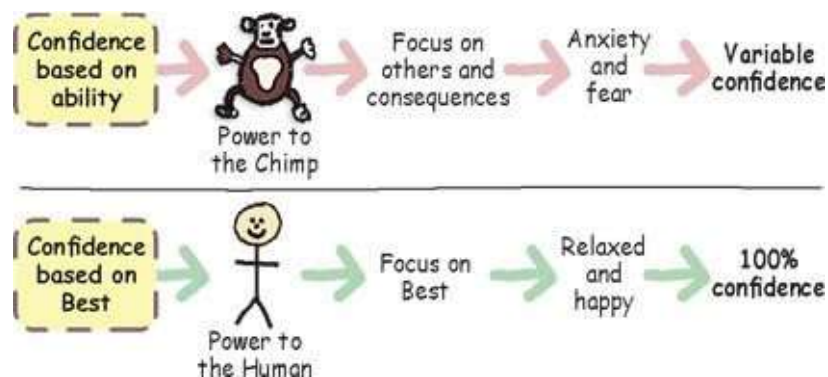 Confidence
based on
ability
Power to
the Chimp
Focus on
others and
consequences
Anxiety
and
fear
Variable
confidence
Confidence
based on
Best
Power to
the Human
Focus on
Best
Relaxed
and
happy
100%
confidence